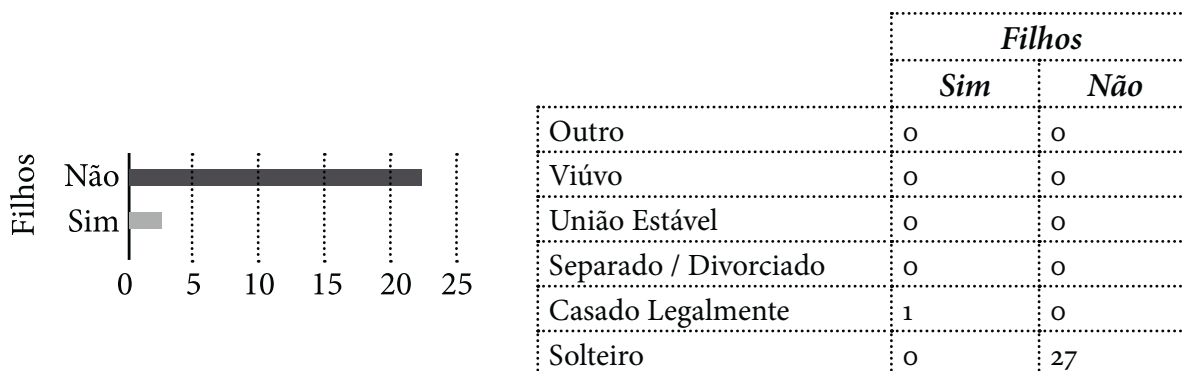 Filhos
Não
Sim
0 5 10 15 20 25
Filhos
Sim Não
Outro 0 0
Viúvo 0 0
União Estável 0 0
Separado / Divorciado 0 0
Casado Legalmente 1 0
Solteiro 0 27